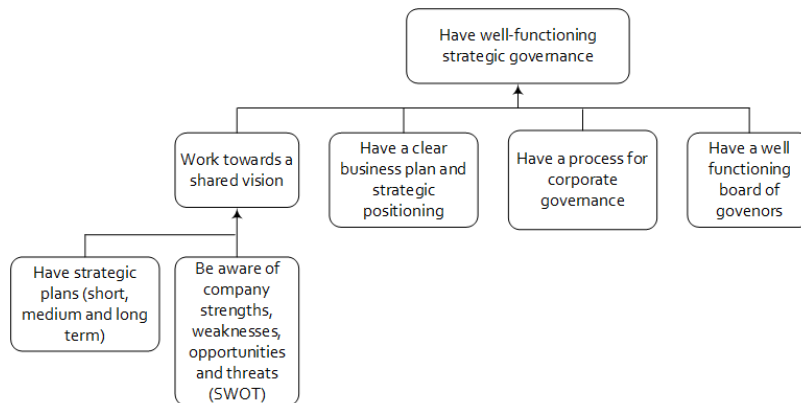 Have well-functioning
strategic governance
Work towards a
shared vision
Have a clear
business plan and
strategic
positioning
Have a process for
corporate
governance
Have a well
functioning
board of
govenors
Have strategic
plans (short,
medium and long
term)
Be aware of
company
strengths,
weaknesses,
opportunities
and threats
(SWOT)